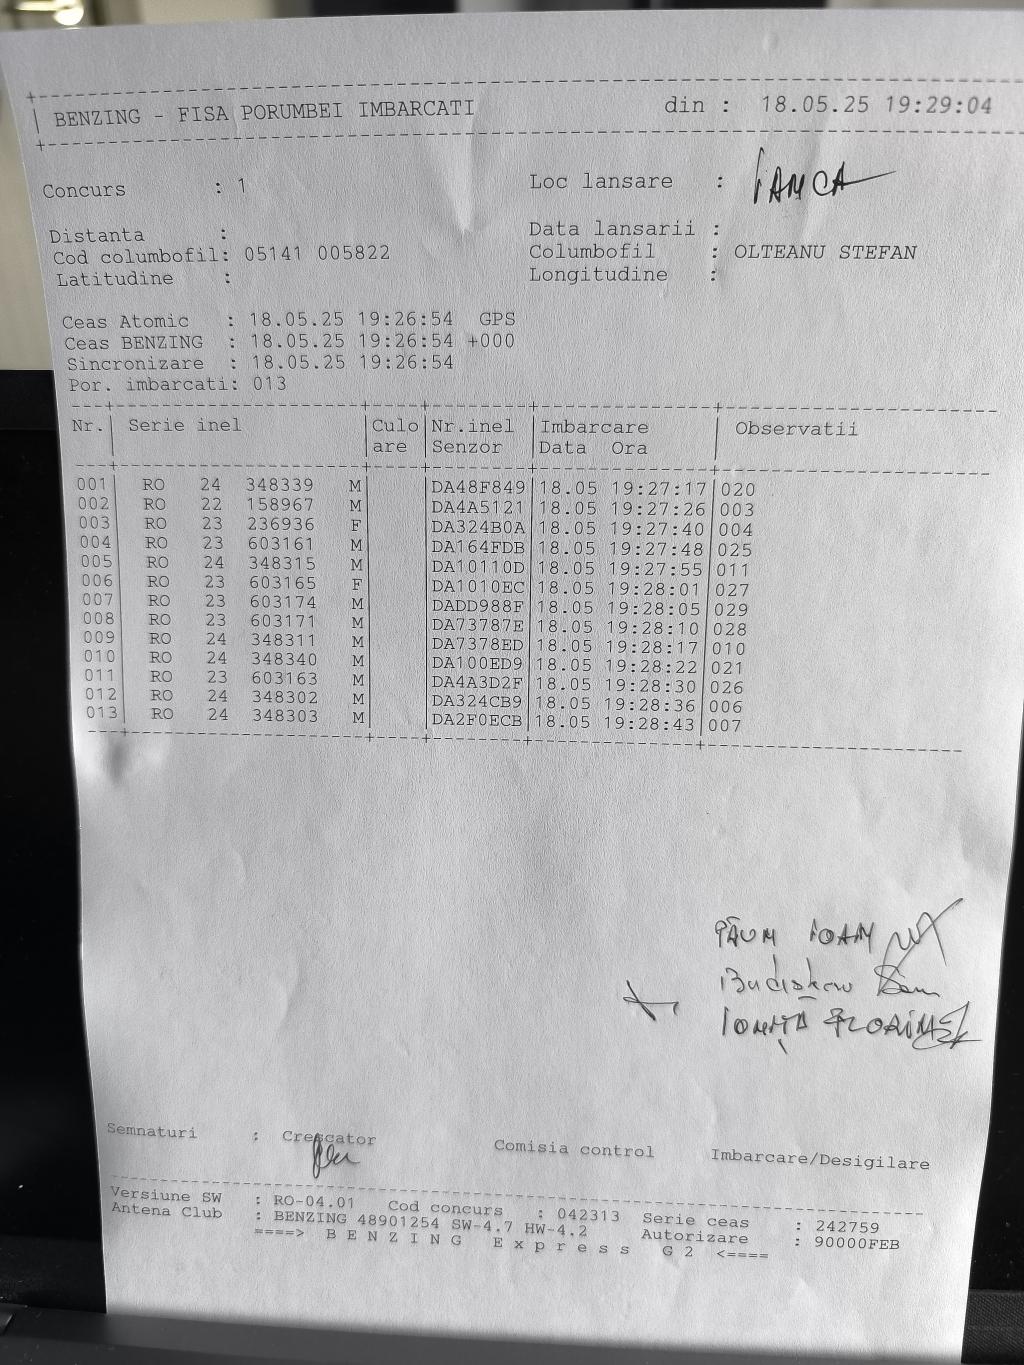 BENZING - FISA PORUMBEI IMBARCATI din : 18.05.25 19:29:04
Concurs : 1 Loc lansare : IANCA
Distanta : Data lansarii :
Cod columbofil: 05141 005822 Columbofil : OLTEANU STEFAN
Latitudine : Longitudine :
Ceas Atomic : 18.05.25 19:26:54 GPS
Ceas BENZING : 18.05.25 19:26:54 +000
Sincronizare : 18.05.25 19:26:54
Por. imbarcati: 013
Nr. Serie inel Culo Nr.inel Imbarcare Observatii
are Senzor Data Ora
001 RO 24 348339 M DA48F849 18.05 19:27:17 020
002 RO 22 158967 M DA4A5121 18.05 19:27:26 003
003 RO 23 236936 F DA324B0A 18.05 19:27:40 004
004 RO 23 603161 M DA164FDB 18.05 19:27:48 025
005 RO 24 348315 M DA10110D 18.05 19:27:55 011
006 RO 23 603165 F DA1010EC 18.05 19:28:01 027
007 RO 23 603174 M DADD988F 18.05 19:28:05 029
008 RO 23 603171 M DA73787E 18.05 19:28:10 028
009 RO 24 348311 M DA7378ED 18.05 19:28:17 010
010 RO 24 348340 M DA100ED9 18.05 19:28:22 021
011 RO 23 603163 M DA4A3D2F 18.05 19:28:30 026
012 RO 24 348302 M DA324CB9 18.05 19:28:36 006
013 RO 24 348303 M DA2F0ECB 18.05 19:28:43 007
PĂUN IOAN
IONIȚA FLORIN
Semnaturi : Crescator Comisia control Imbarcare/Desigilare
Versiune SW : RO-04.01 Cod concurs : 042313 Serie ceas : 242759
Antena Club : BENZING 48901254 SW-4.7 HW-4.2 Autorizare : 90000FEB
====> B E N Z I N G E x p r e s s G 2 <====